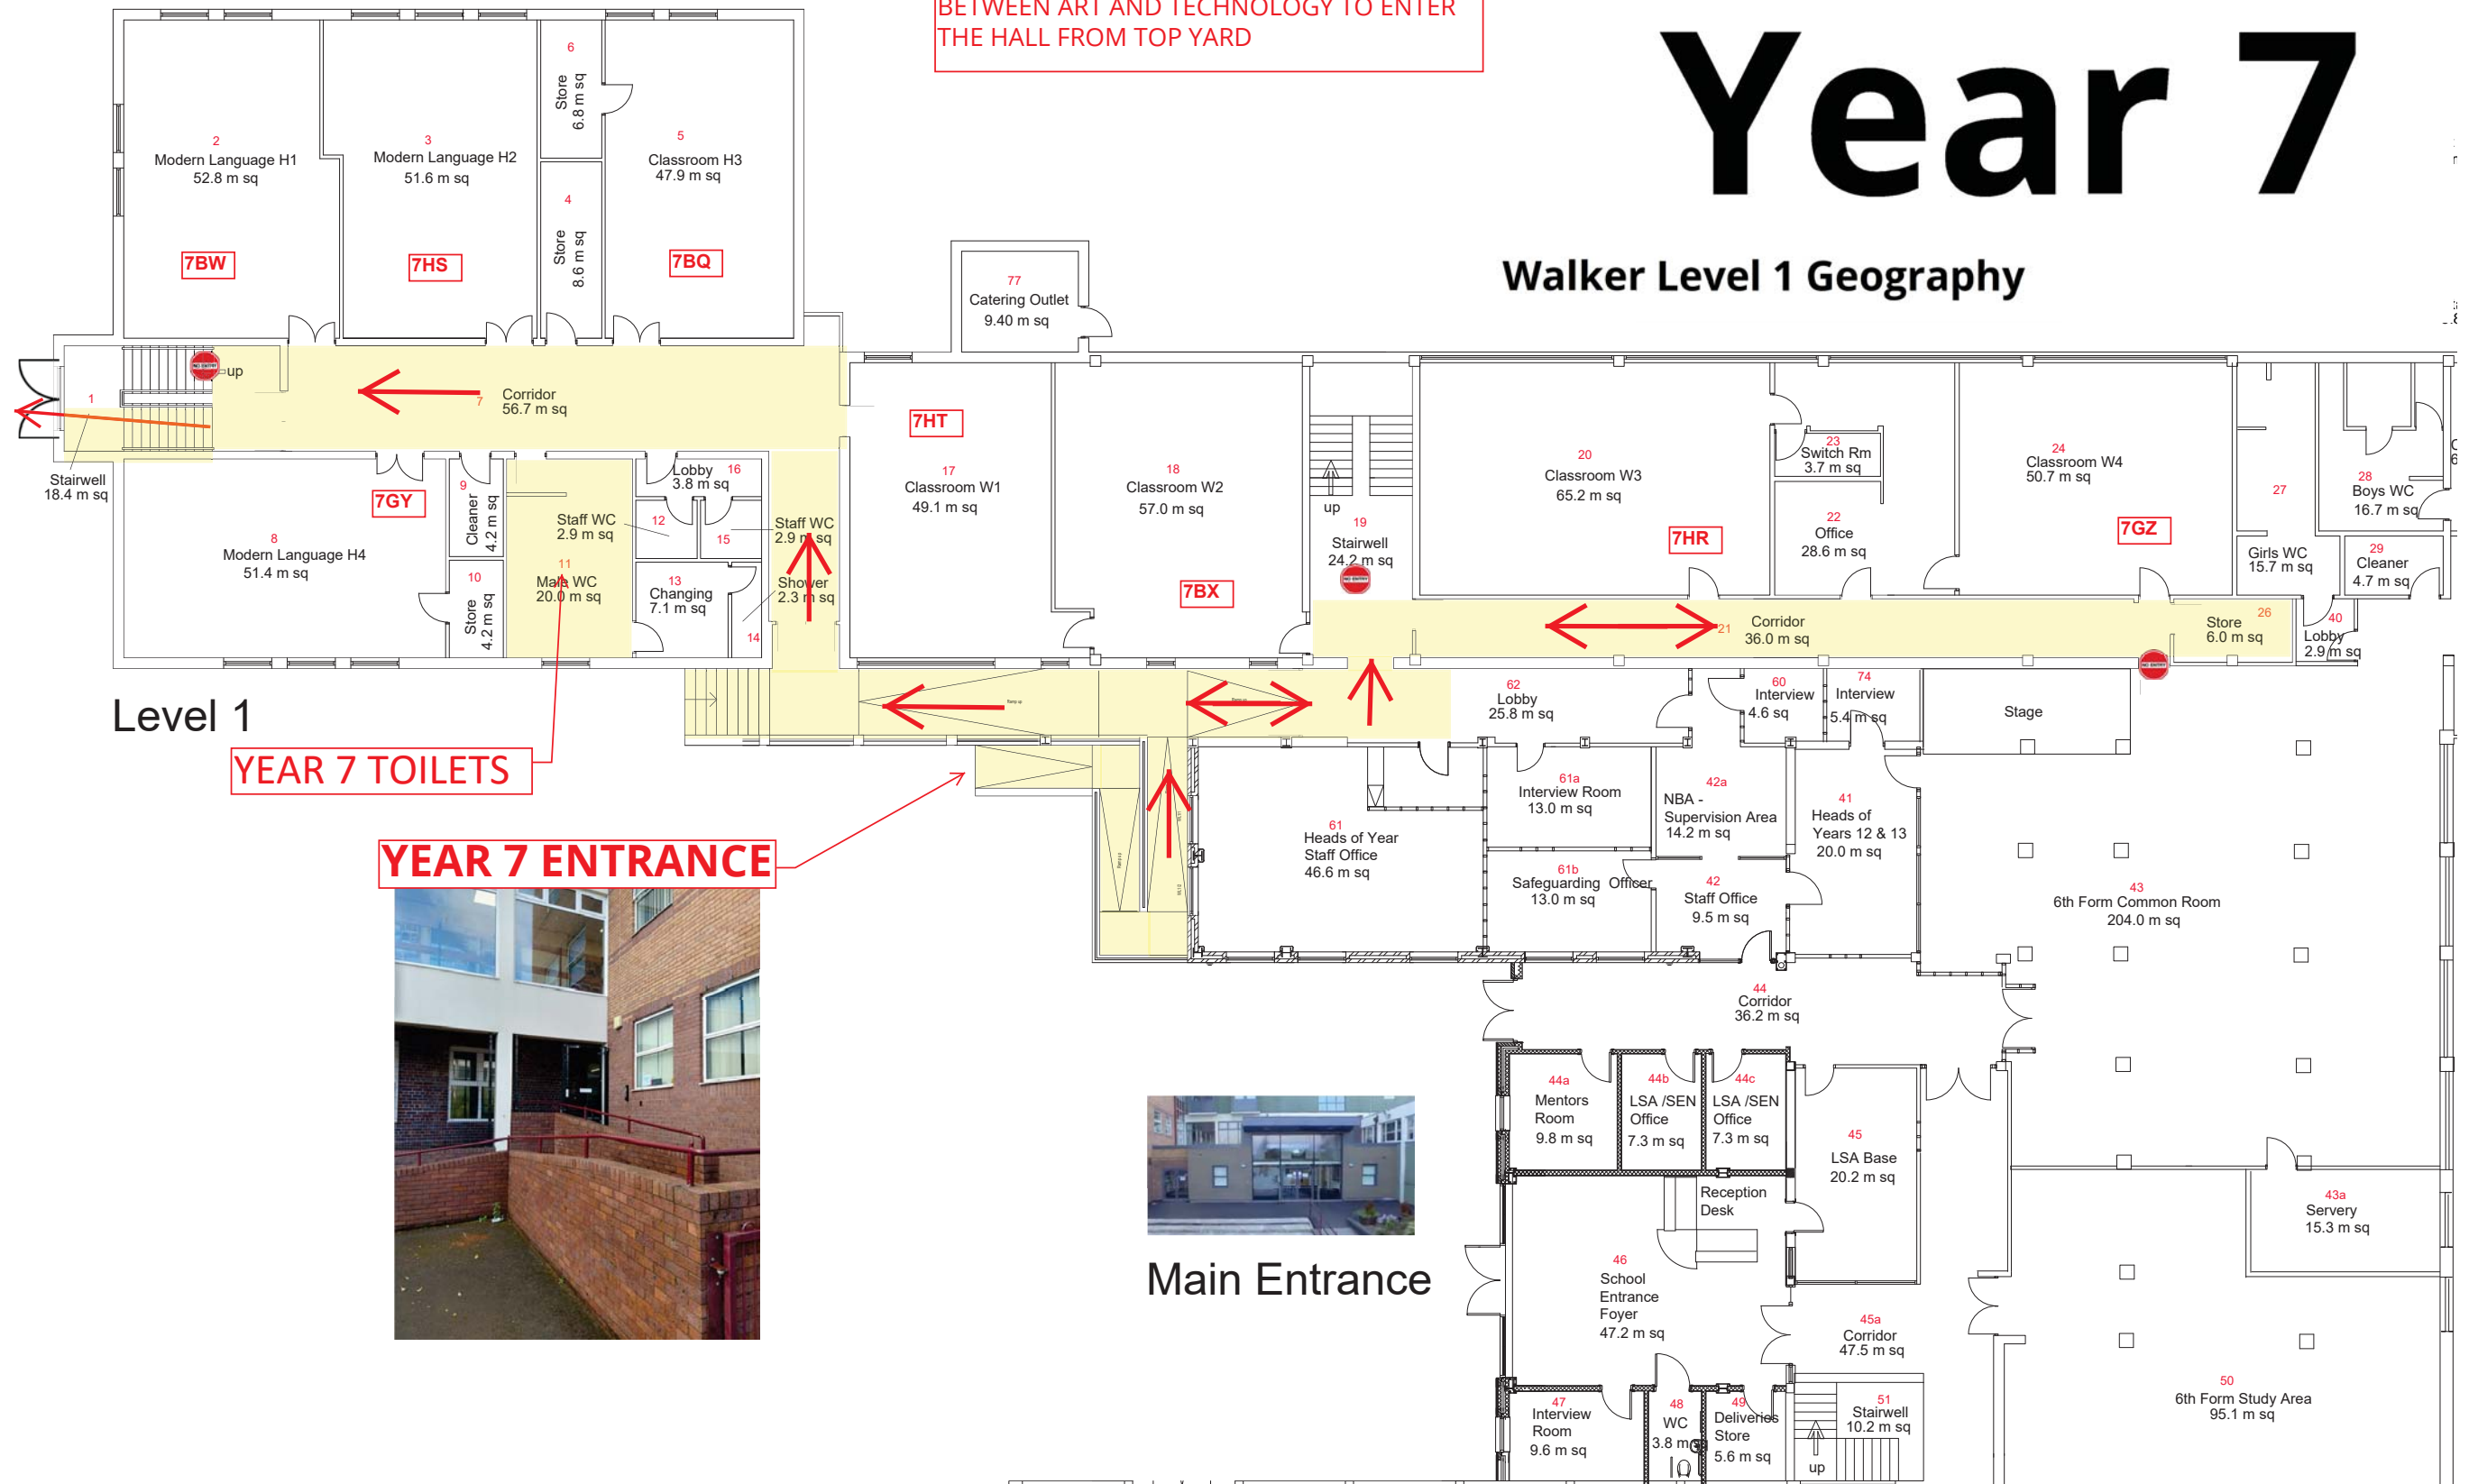 BETWEEN ART AND TECHNOLOGY TO ENTER
THE HALL FROM TOP YARD
Year 7
Walker Level 1 Geography
2
Modern Language H1
52.8 m sq
7BW
3
Modern Language H2
51.6 m sq
7HS
6
Store
6.8 m sq
4
Store
8.6 m sq
5
Classroom H3
47.9 m sq
7BQ
77
Catering Outlet
9.40 m sq
NO ENTRY
up
1
Stairwell
18.4 m sq
7
Corridor
56.7 m sq
8
Modern Language H4
51.4 m sq
7GY
9
Cleaner
4.2 m sq
10
Store
4.2 m sq
11
Male WC
20.0 m sq
Staff WC
2.9 m sq
12
Lobby
3.8 m sq
16
15
Staff WC
2.9 m sq
13
Changing
7.1 m sq
Shower
2.3 m sq
14
7HT
17
Classroom W1
49.1 m sq
18
Classroom W2
57.0 m sq
7BX
up
19
Stairwell
24.2 m sq
NO ENTRY
20
Classroom W3
65.2 m sq
7HR
23
Switch Rm
3.7 m sq
22
Office
28.6 m sq
24
Classroom W4
50.7 m sq
7GZ
27
Girls WC
15.7 m sq
28
Boys WC
16.7 m sq
29
Cleaner
4.7 m sq
21
Corridor
36.0 m sq
26
Store
6.0 m sq
40
Lobby
2.9 m sq
NO ENTRY
Level 1
YEAR 7 TOILETS
YEAR 7 ENTRANCE
Ramp up
Ramp up
62
Lobby
25.8 m sq
60
Interview
4.6 sq
74
Interview
5.4 m sq
Stage
61
Heads of Year
Staff Office
46.6 m sq
61a
Interview Room
13.0 m sq
61b
Safeguarding Officer
13.0 m sq
42a
NBA -
Supervision Area
14.2 m sq
42
Staff Office
9.5 m sq
41
Heads of
Years 12 & 13
20.0 m sq
43
6th Form Common Room
204.0 m sq
44
Corridor
36.2 m sq
44a
Mentors
Room
9.8 m sq
44b
LSA /SEN
Office
7.3 m sq
44c
LSA /SEN
Office
7.3 m sq
45
LSA Base
20.2 m sq
Reception
Desk
43a
Servery
15.3 m sq
Main Entrance
46
School
Entrance
Foyer
47.2 m sq
45a
Corridor
47.5 m sq
47
Interview
Room
9.6 m sq
48
WC
3.8 m
49
Deliveries
Store
5.6 m sq
51
Stairwell
10.2 m sq
up
50
6th Form Study Area
95.1 m sq